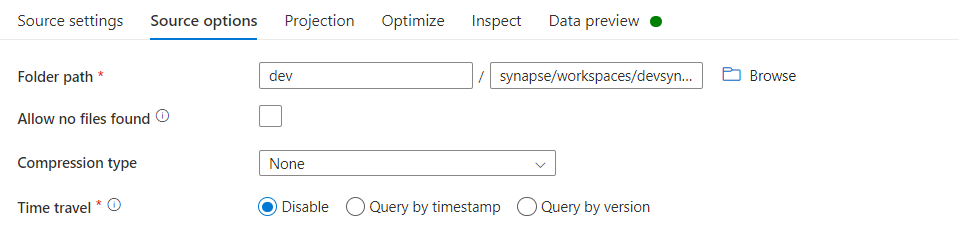 Source settings Source options Projection Optimize Inspect Data preview
Folder path * dev / synapse/workspaces/devsyn... Browse
Allow no files found
Compression type None
Time travel * Disable Query by timestamp Query by version